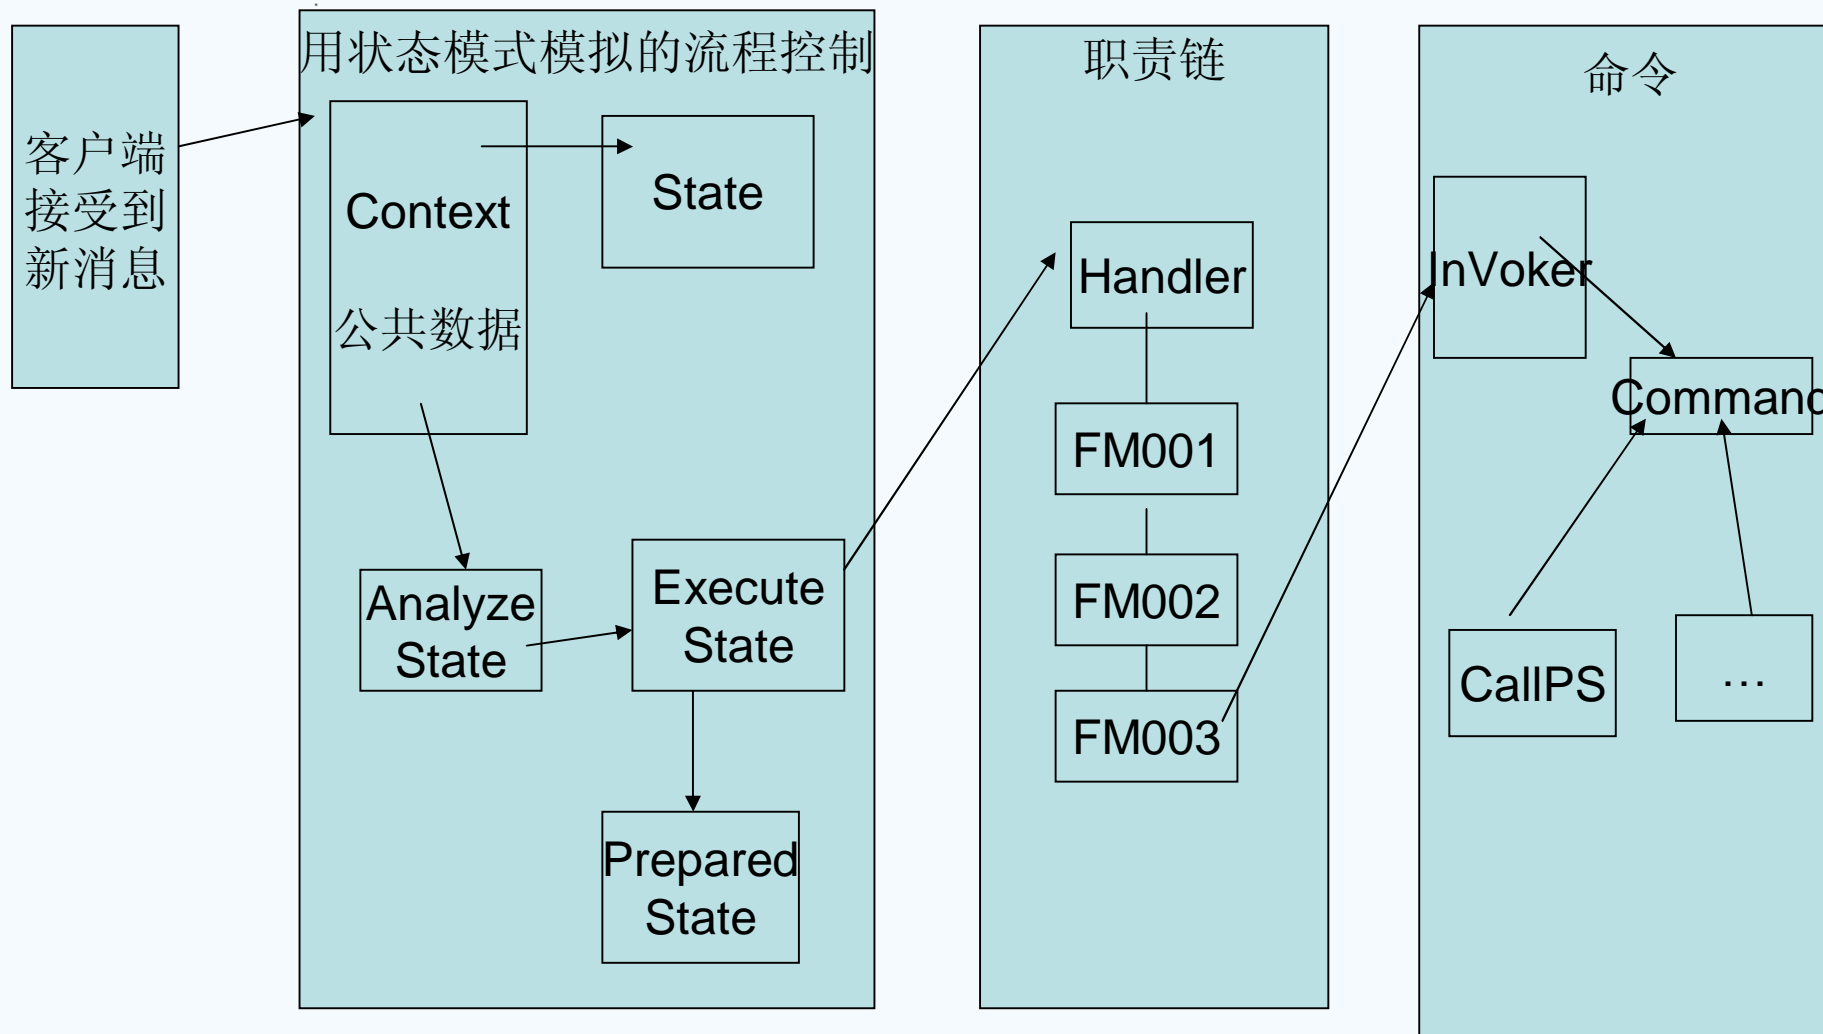 客户端
接受到
新消息
用状态模式模拟的流程控制
Context
公共数据
State
Analyze
State
Execute
State
Prepared
State
职责链
Handler
FM001
FM002
FM003
命令
InVoker
Command
CallPS
…